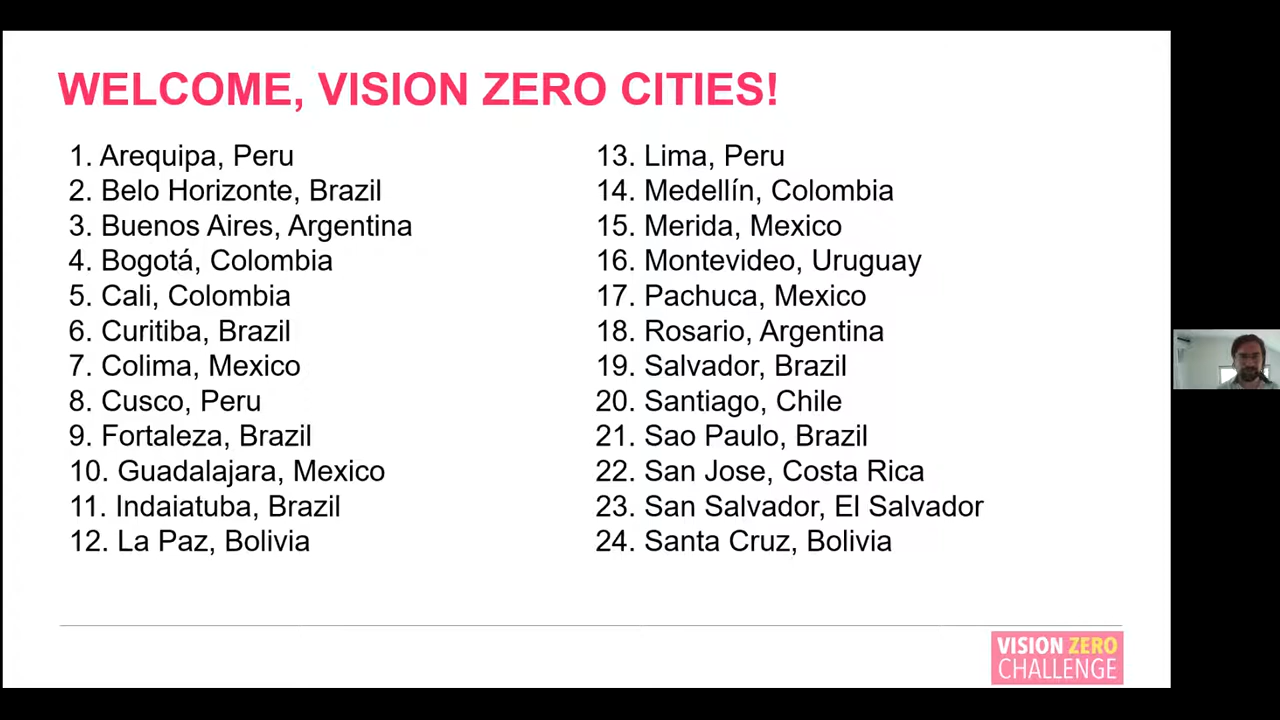 WELCOME, VISION ZERO CITIES!
1. Arequipa, Peru
2. Belo Horizonte, Brazil
3. Buenos Aires, Argentina
4. Bogotá, Colombia
5. Cali, Colombia
6. Curitiba, Brazil
7. Colima, Mexico
8. Cusco, Peru
9. Fortaleza, Brazil
10. Guadalajara, Mexico
11. Indaiatuba, Brazil
12. La Paz, Bolivia
13. Lima, Peru
14. Medellín, Colombia
15. Merida, Mexico
16. Montevideo, Uruguay
17. Pachuca, Mexico
18. Rosario, Argentina
19. Salvador, Brazil
20. Santiago, Chile
21. Sao Paulo, Brazil
22. San Jose, Costa Rica
23. San Salvador, El Salvador
24. Santa Cruz, Bolivia
VISION ZERO
CHALLENGE